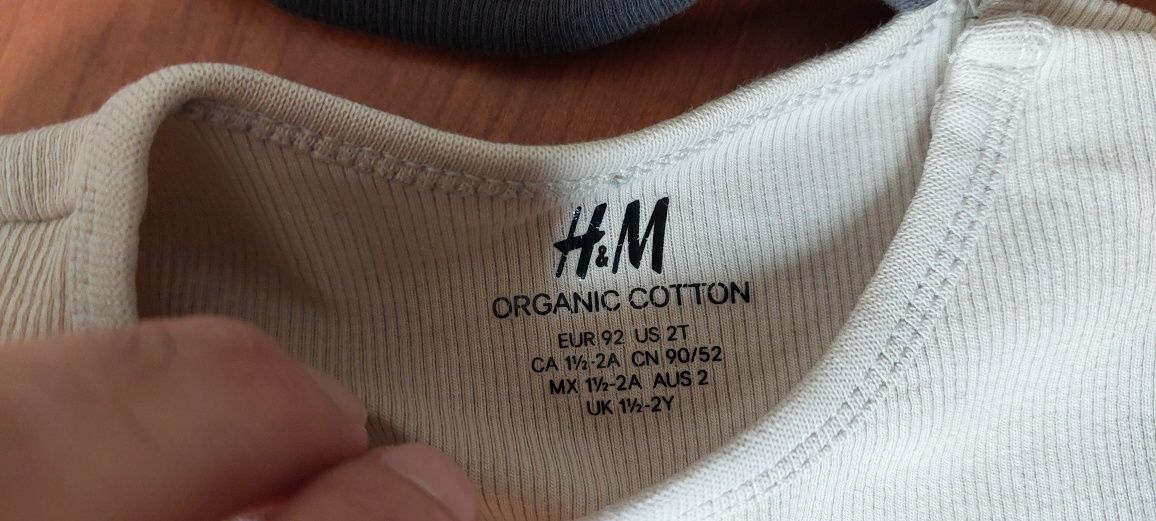 H&M
ORGANIC COTTON
EUR 92 US 2T
CA 1½-2A CN 90/52
MX 1½-2A AUS 2
UK 1½-2Y